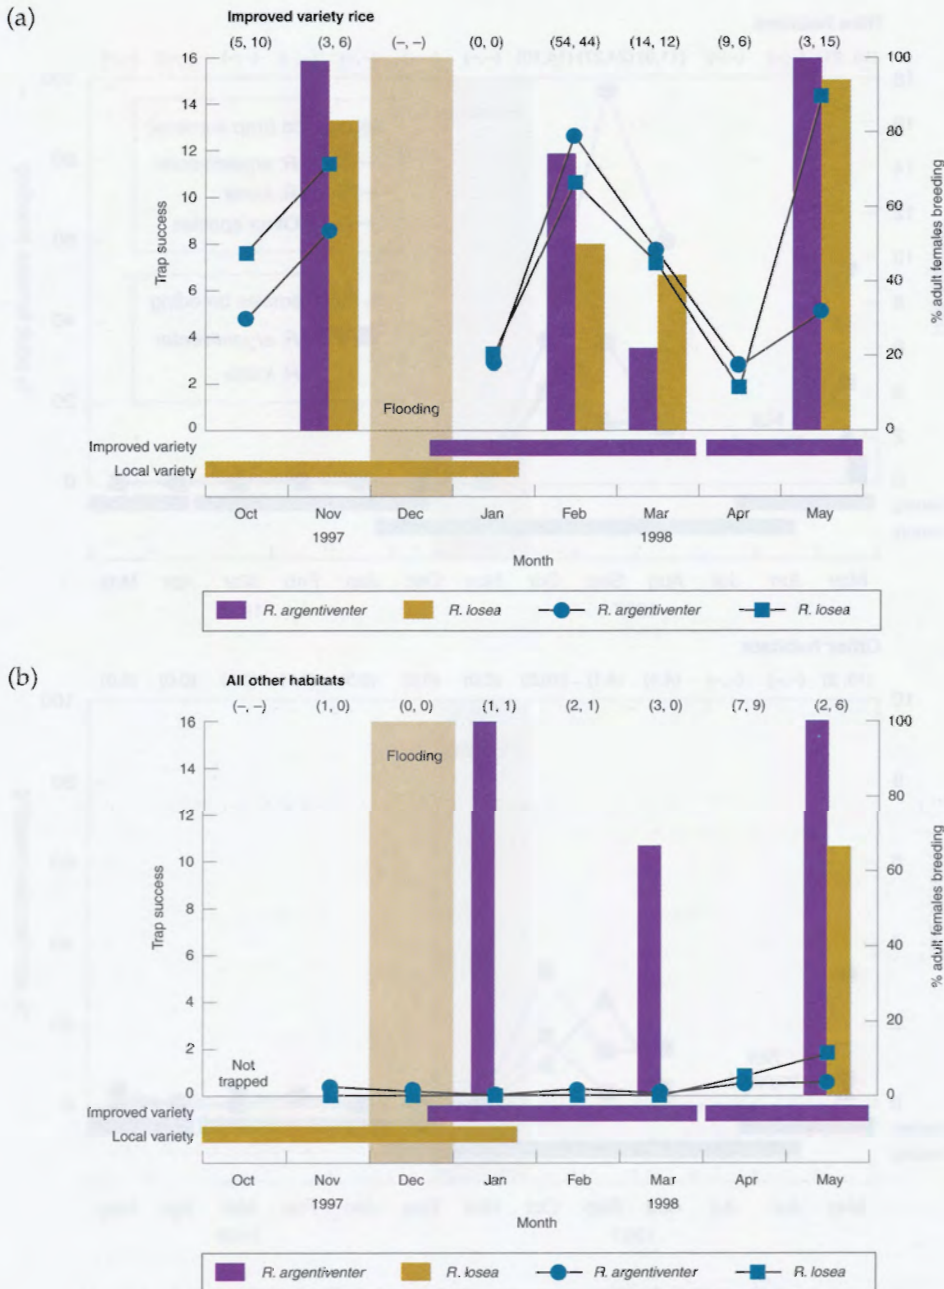 (a)
Improved variety rice
(5, 10) (3, 6) (–, –) (0, 0) (54, 44) (14, 12) (9, 6) (3, 15)
16 100
14
80
12
10 60
Trap success
8
% adult females breeding
6 40
4
20
2
Flooding
0 0
Improved variety
Local variety
Oct Nov Dec Jan Feb Mar Apr May
1997 1998
Month
R. argentiventer R. losea R. argentiventer R. losea
(b)
All other habitats
(–, –) (1, 0) (0, 0) (1, 1) (2, 1) (3, 0) (7, 9) (2, 6)
16 100
Flooding
14
80
12
10 60
Trap success
8
% adult females breeding
6 40
4
20
2
Not
trapped
0 0
Improved variety
Local variety
Oct Nov Dec Jan Feb Mar Apr May
1997 1998
Month
R. argentiventer R. losea R. argentiventer R. losea